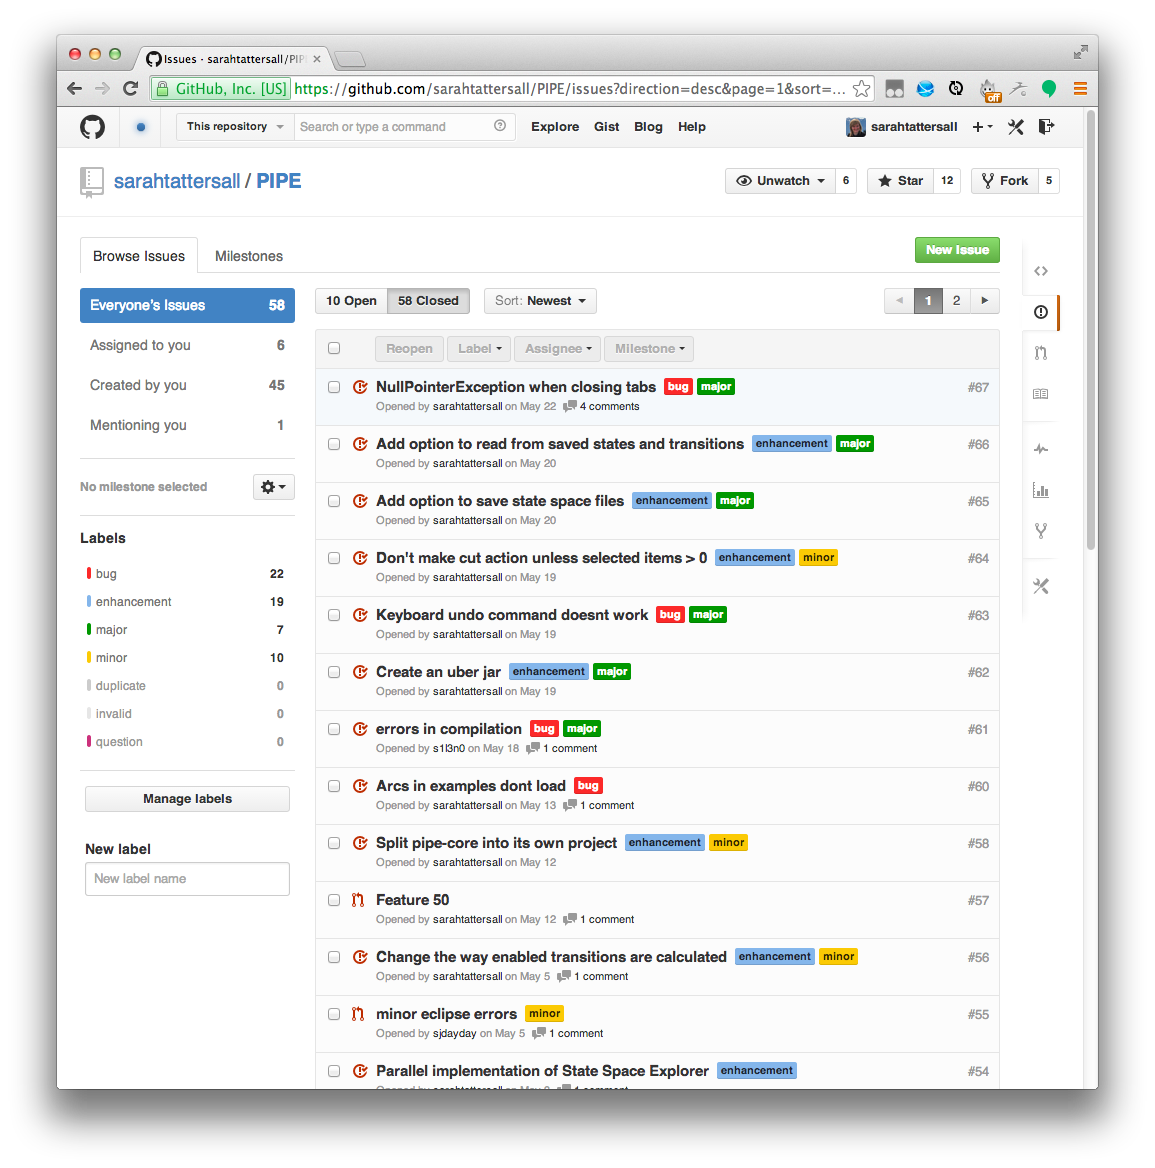 Issues · sarahtattersall/PIP
GitHub, Inc. [US] https://github.com/sarahtattersall/PIPE/issues?direction=desc&page=1&sort=...
off
This repository Search or type a command Explore Gist Blog Help sarahtattersall
sarahtattersall / PIPE
Unwatch 6 Star 12 Fork 5
Browse Issues Milestones New Issue
Everyone's Issues 58
Assigned to you 6
Created by you 45
Mentioning you 1
No milestone selected
Labels
bug 22
enhancement 19
major 7
minor 10
duplicate 0
invalid 0
question 0
Manage labels
New label
New label name
10 Open 58 Closed Sort: Newest 1 2
Reopen Label Assignee Milestone
NullPointerException when closing tabs bug major #67
Opened by sarahtattersall on May 22 4 comments
Add option to read from saved states and transitions enhancement major #66
Opened by sarahtattersall on May 20
Add option to save state space files enhancement major #65
Opened by sarahtattersall on May 20
Don't make cut action unless selected items > 0 enhancement minor #64
Opened by sarahtattersall on May 19
Keyboard undo command doesnt work bug major #63
Opened by sarahtattersall on May 19
Create an uber jar enhancement major #62
Opened by sarahtattersall on May 19
errors in compilation bug major #61
Opened by s1l3n0 on May 18 1 comment
Arcs in examples dont load bug #60
Opened by sarahtattersall on May 13 1 comment
Split pipe-core into its own project enhancement minor #58
Opened by sarahtattersall on May 12
Feature 50 #57
Opened by sarahtattersall on May 12 1 comment
Change the way enabled transitions are calculated enhancement minor #56
Opened by sarahtattersall on May 5 1 comment
minor eclipse errors minor #55
Opened by sjdayday on May 5 1 comment
Parallel implementation of State Space Explorer enhancement #54